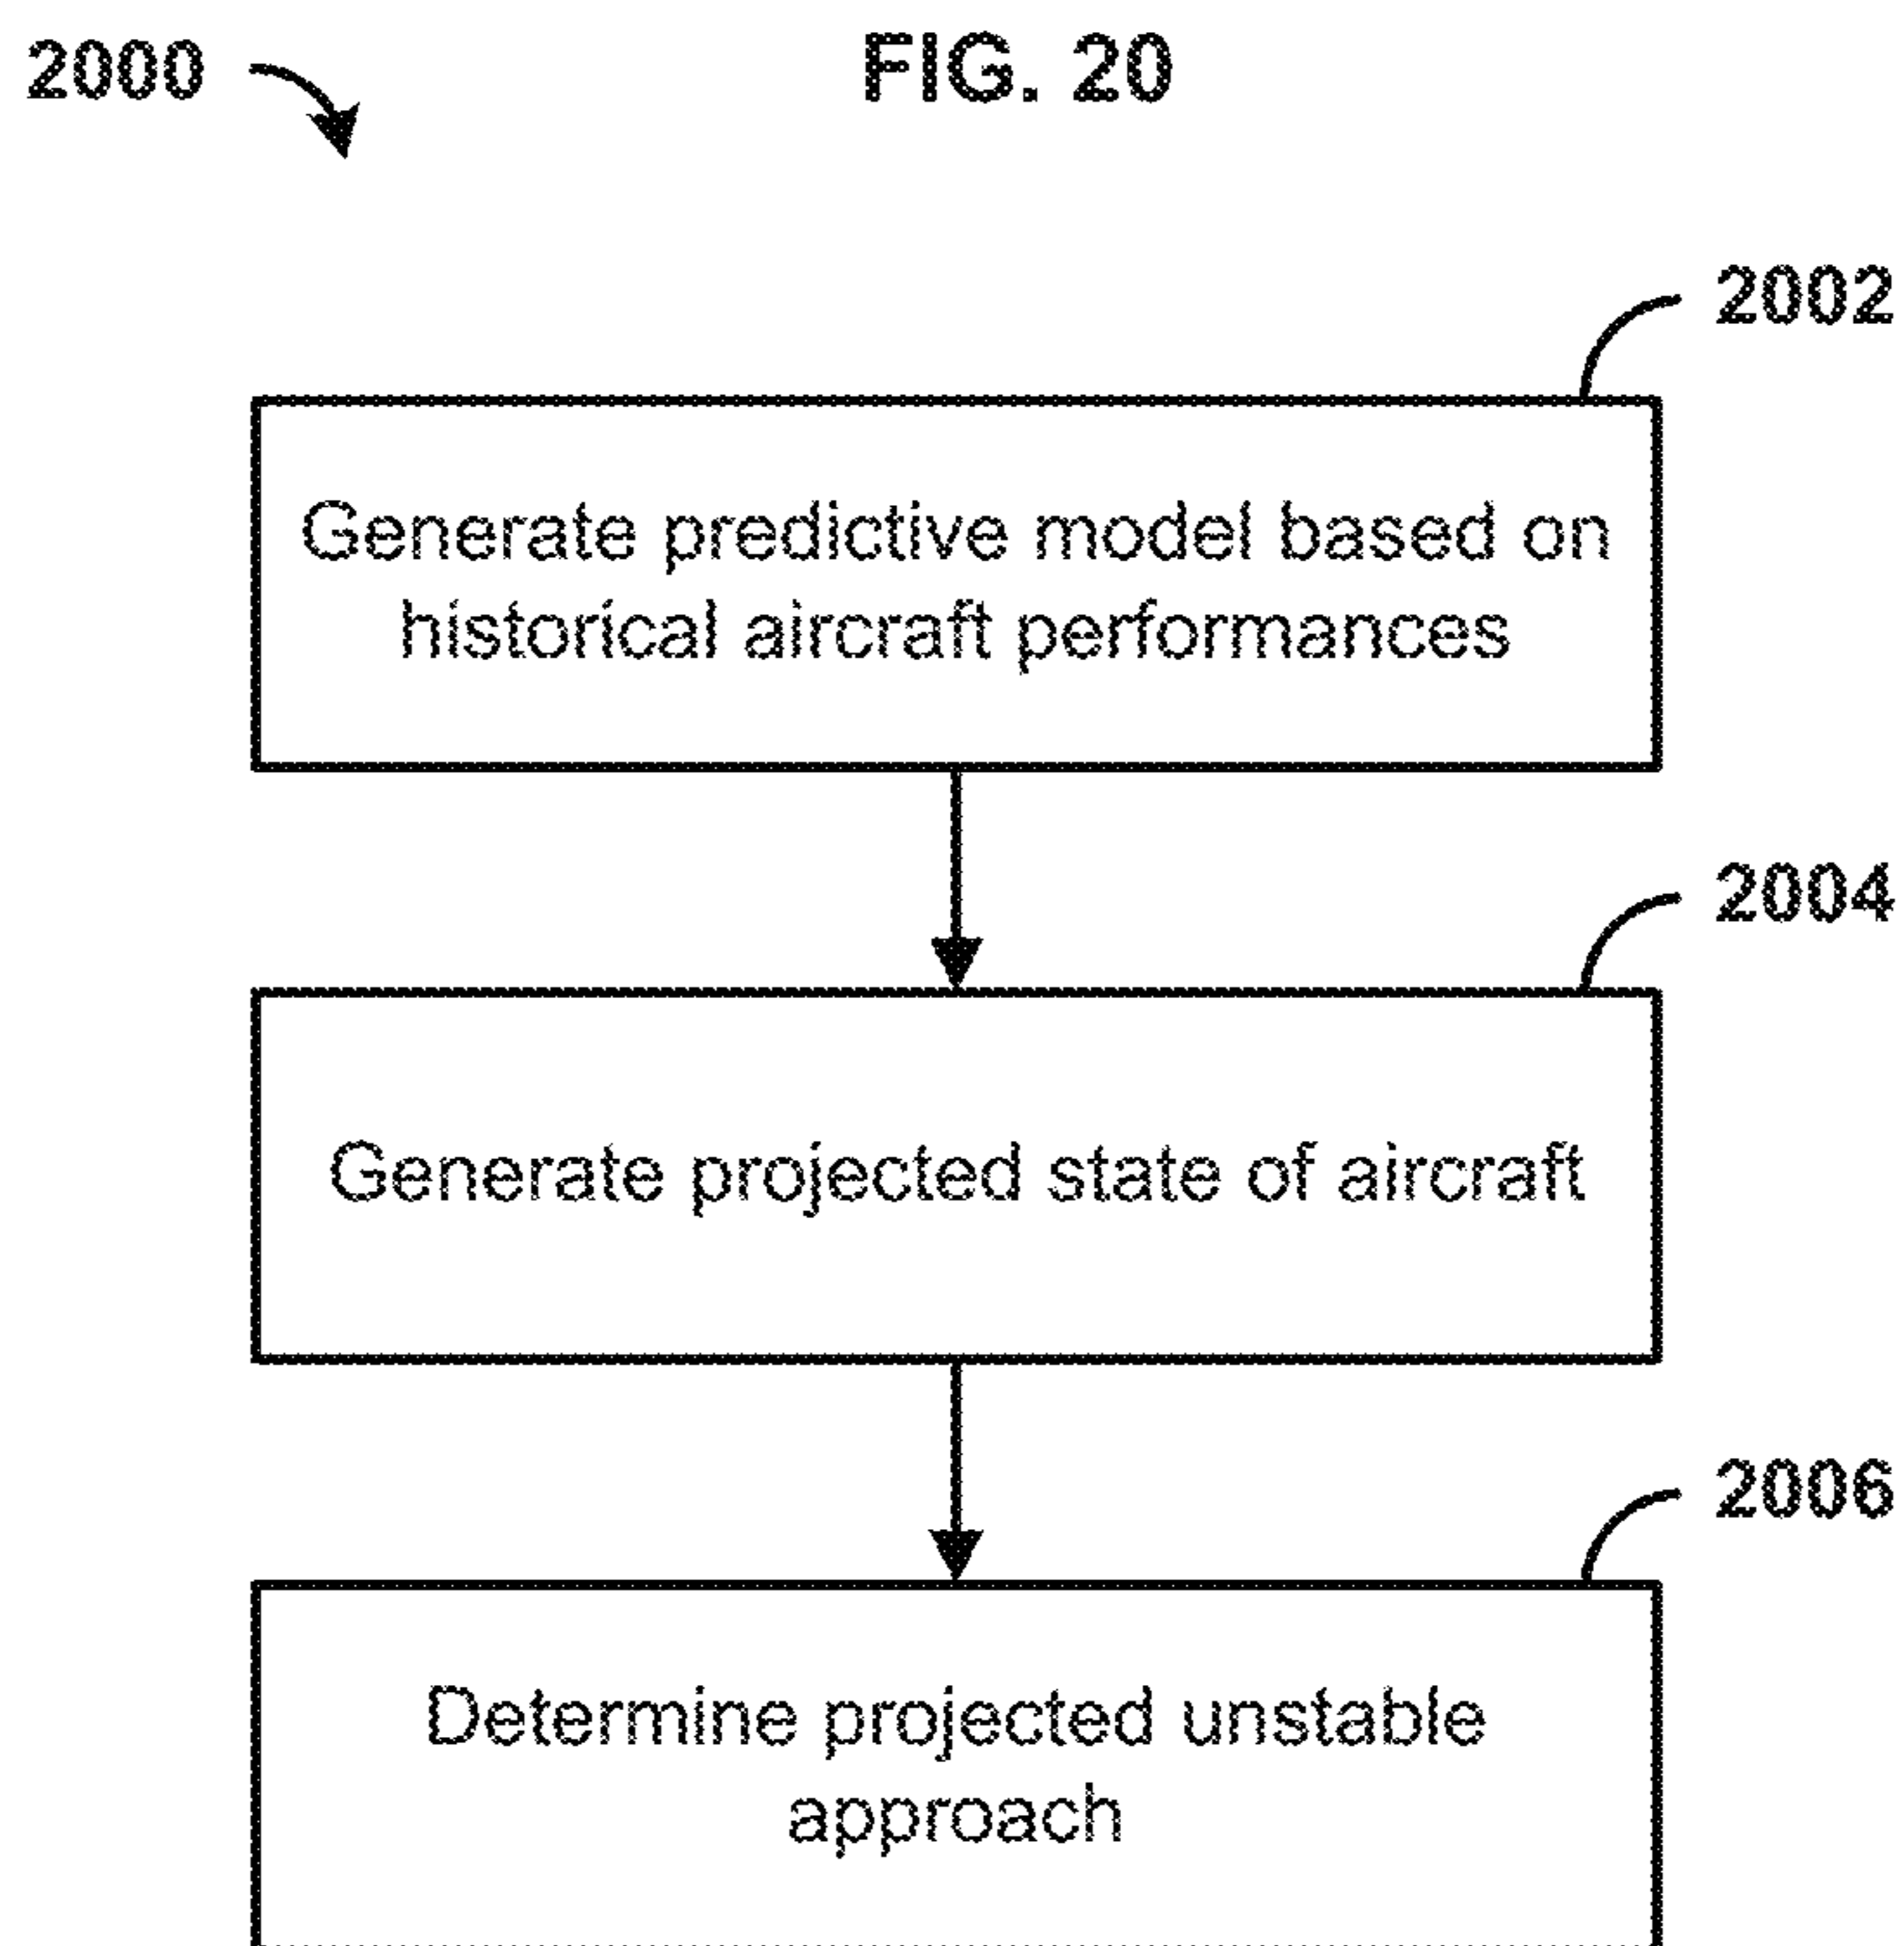 2000
FIG. 20
2002
Generate predictive model based on
historical aircraft performances
2004
Generate projected state of aircraft
2006
Determine projected unstable
approach